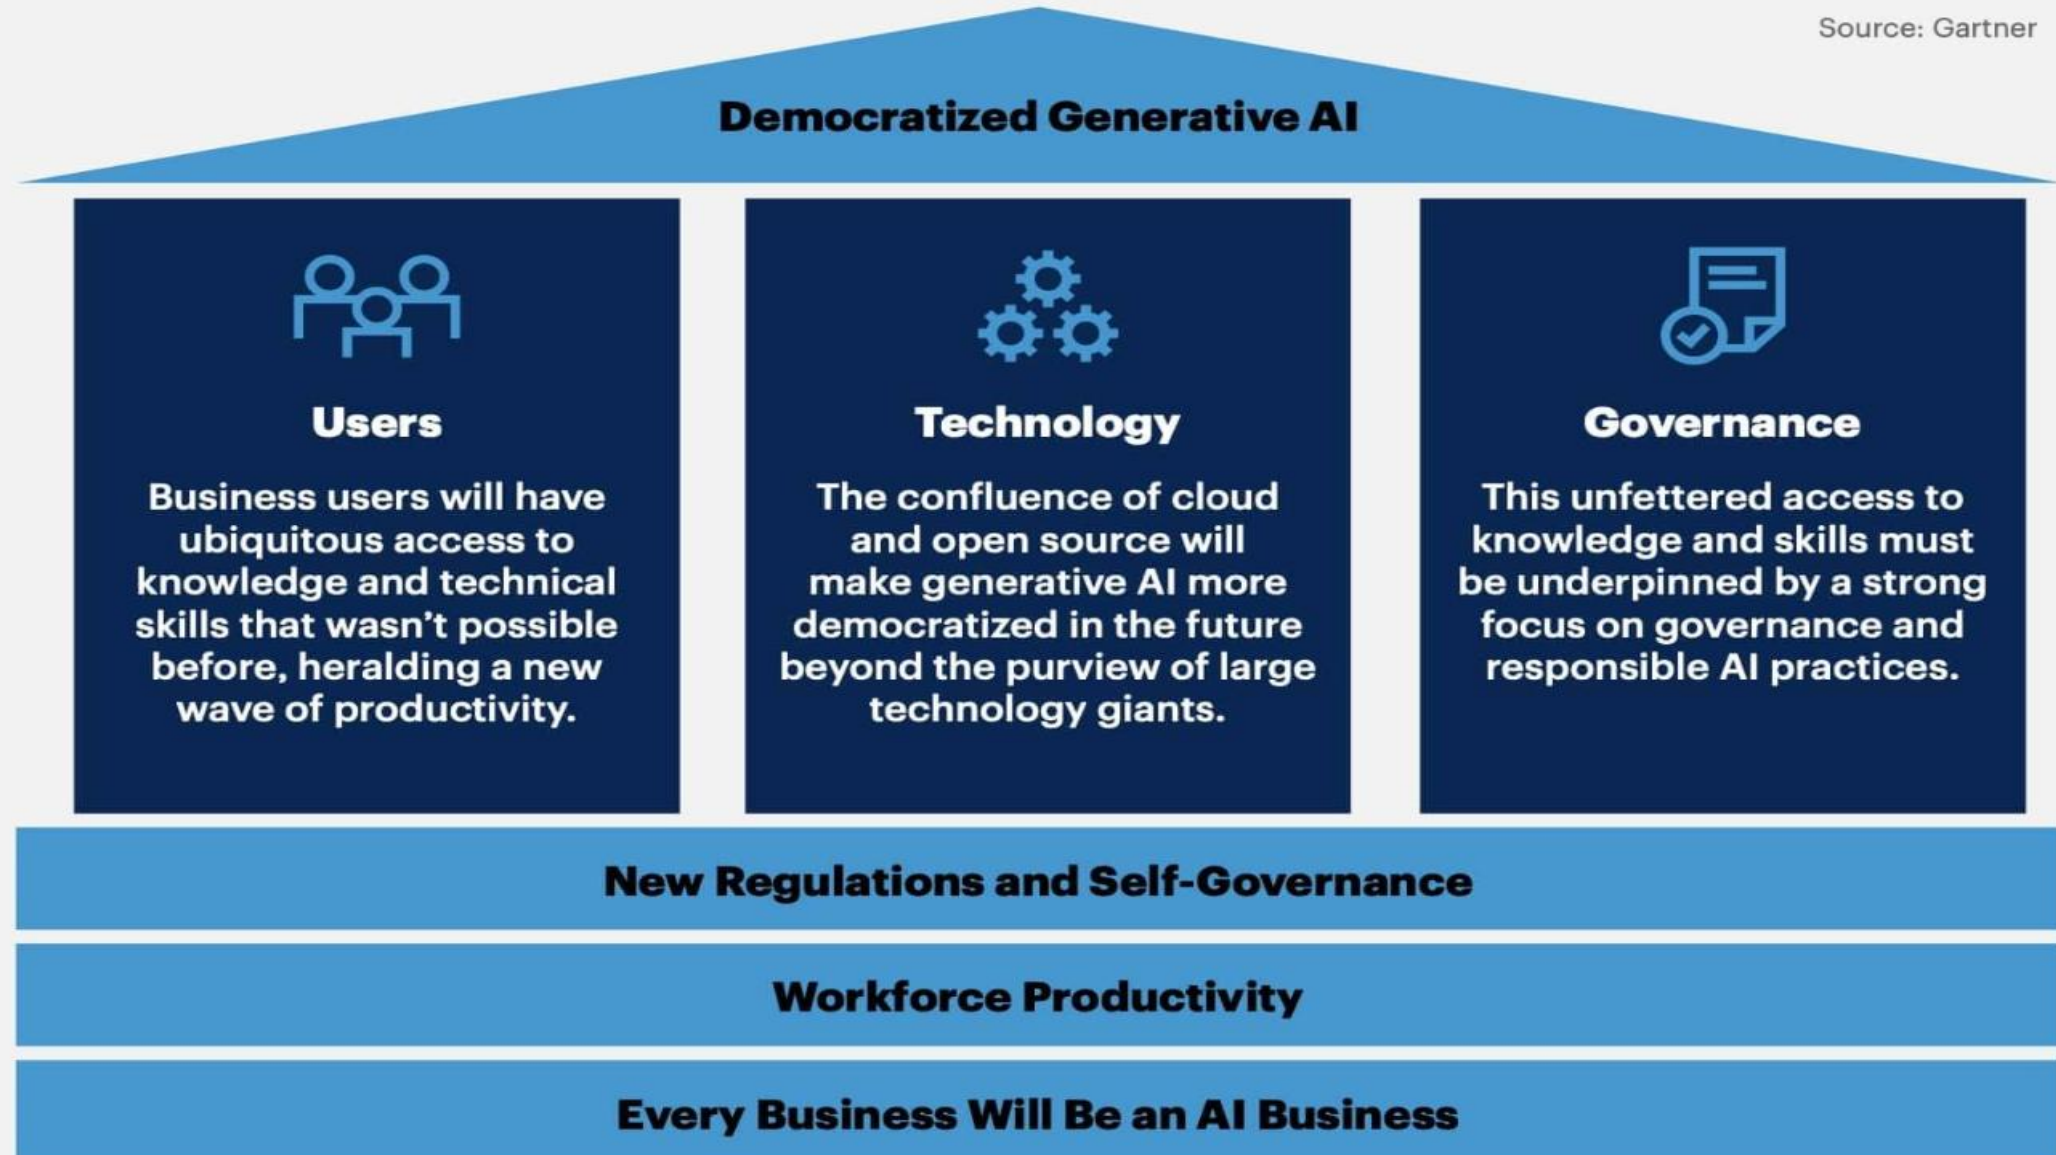 Source: Gartner
Democratized Generative AI
Users
Business users will have
ubiquitous access to
knowledge and technical
skills that wasn't possible
before, heralding a new
wave of productivity.
Technology
The confluence of cloud
and open source will
make generative AI more
democratized in the future
beyond the purview of large
technology giants.
Governance
This unfettered access to
knowledge and skills must
be underpinned by a strong
focus on governance and
responsible AI practices.
New Regulations and Self-Governance
Workforce Productivity
Every Business Will Be an AI Business